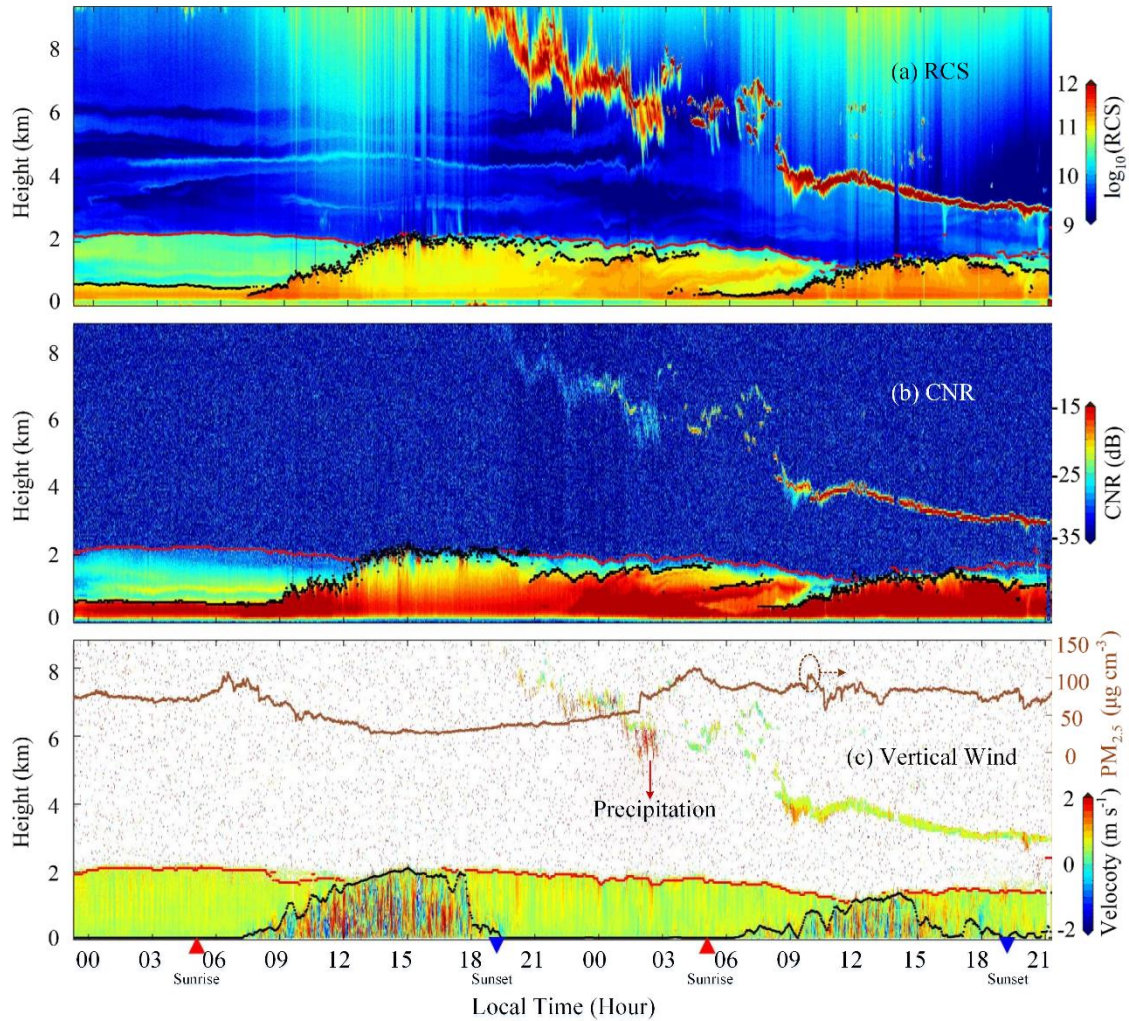 8
6
4
2
0
Height (km)
(a) RCS
12
11
10
9
log10(RCS)
8
6
4
2
0
Height (km)
(b) CNR
-15
-25
-35
CNR (dB)
8
6
4
2
0
Height (km)
150
100
50
0
PM2.5 (μg cm-3)
(c) Vertical Wind
Precipitation
2
0
-2
Velocoty (m s-1)
00 03 06 09 12 15 18 21 00 03 06 09 12 15 18 21
Sunrise Sunset Sunrise Sunset
Local Time (Hour)